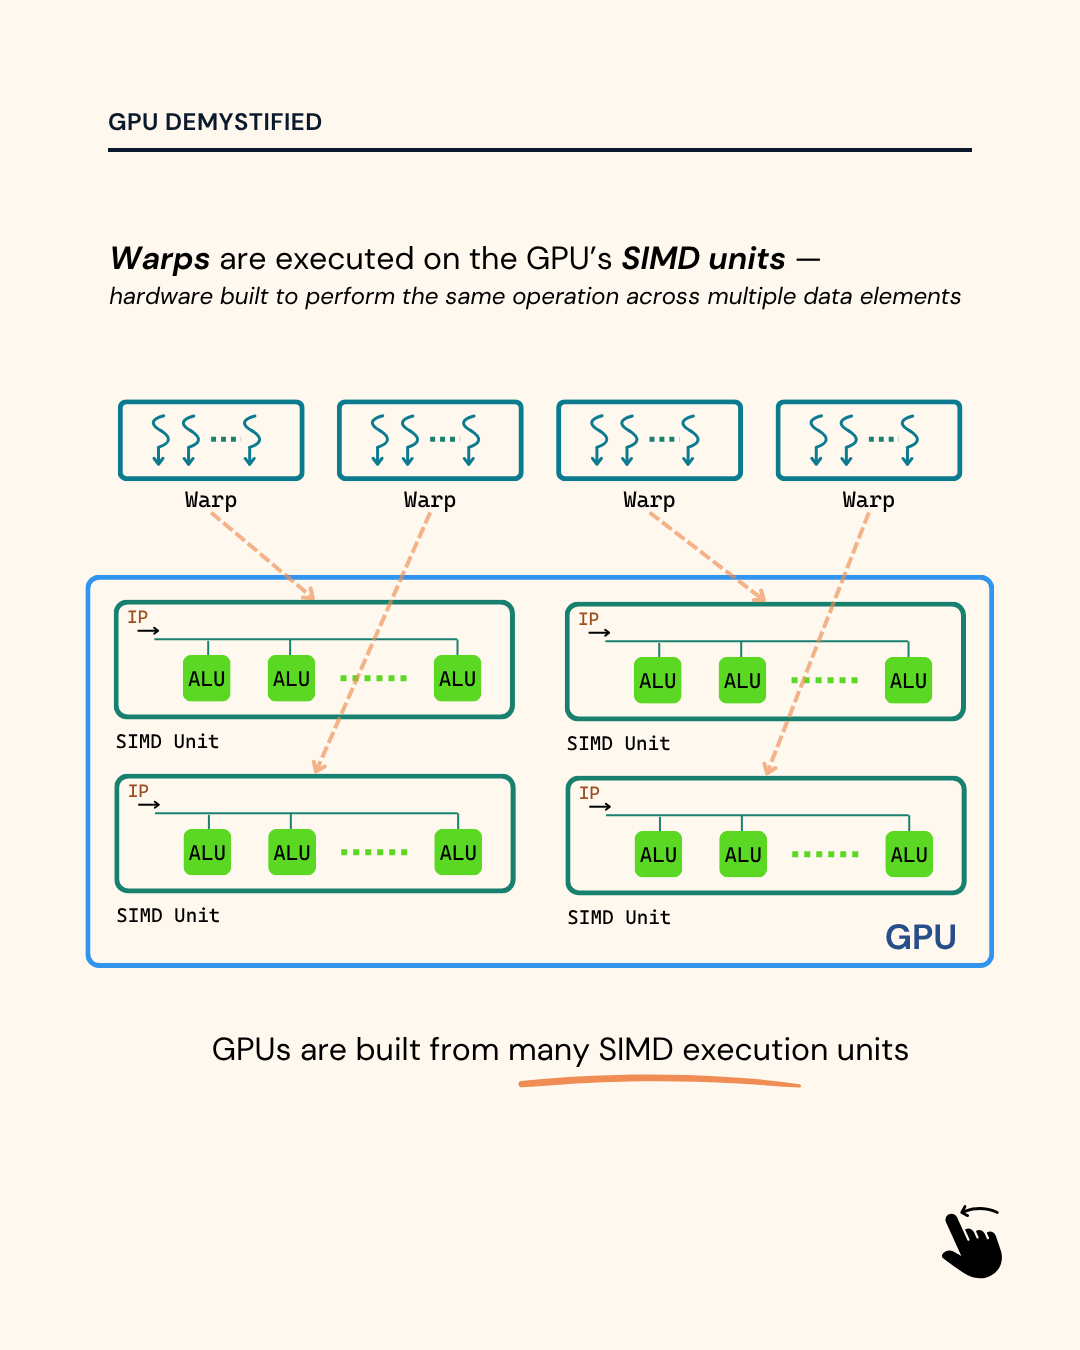 GPU DEMYSTIFIED
Warps are executed on the GPU’s SIMD units —
hardware built to perform the same operation across multiple data elements
Warp
Warp
Warp
Warp
IP
ALU
ALU
ALU
SIMD Unit
IP
ALU
ALU
ALU
SIMD Unit
IP
ALU
ALU
ALU
SIMD Unit
IP
ALU
ALU
ALU
SIMD Unit
GPU
GPUs are built from many SIMD execution units